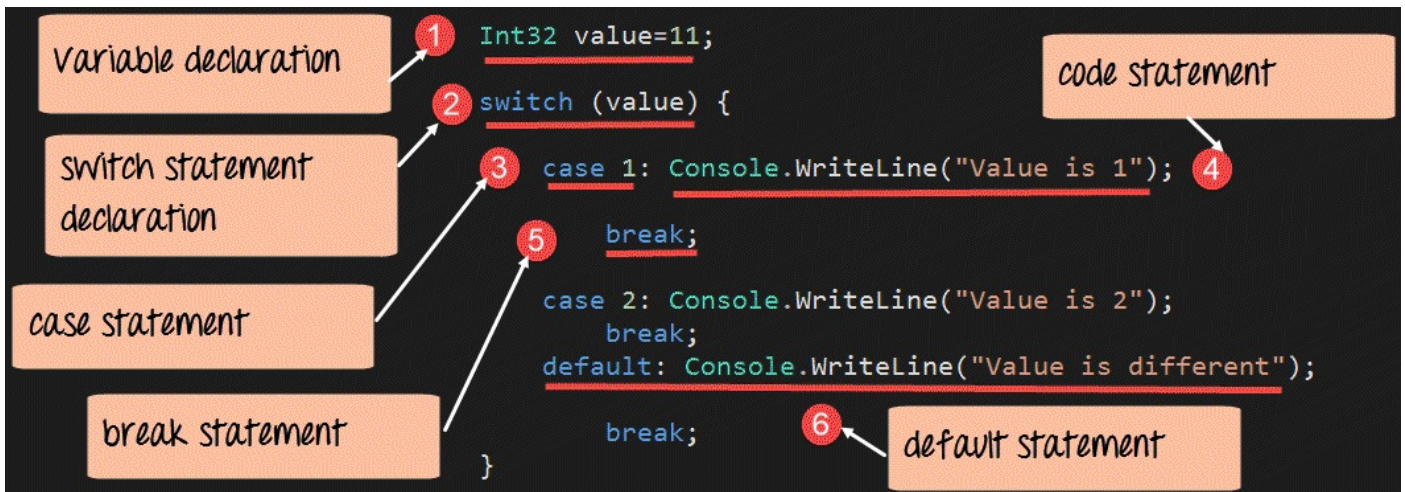 Variable declaration
1
Int32 value=11;
code statement
2
switch (value) {
switch statement
declaration
3
case 1: Console.WriteLine("Value is 1");
4
5
break;
case statement
case 2: Console.WriteLine("Value is 2");
break;
default: Console.WriteLine("Value is different");
break statement
break;
6
default statement
}